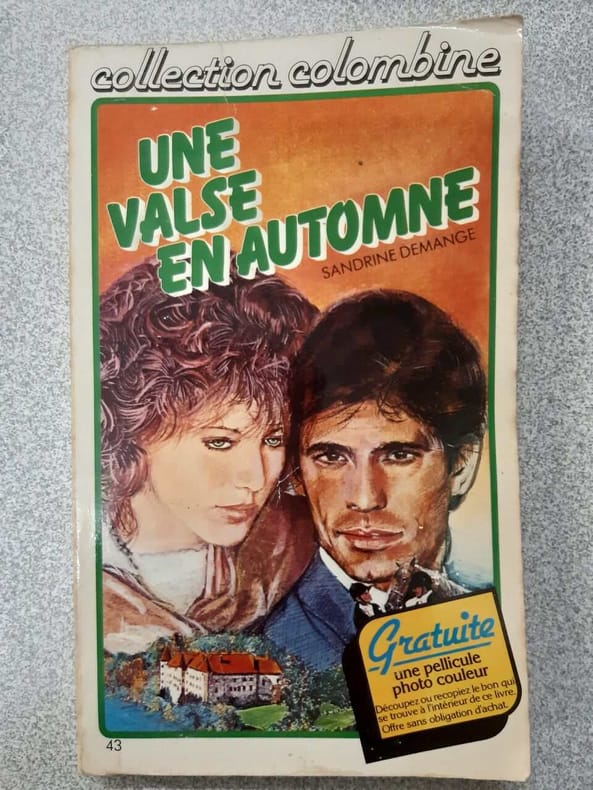 collection colombine
UNE
VALSE
EN AUTOMNE
SANDRINE DEMANGE
Gratuite
une pellicule
photo couleur
Découpez ou recopiez le bon qui
se trouve à l'intérieur de ce livre.
Offre sans obligation d'achat.
43